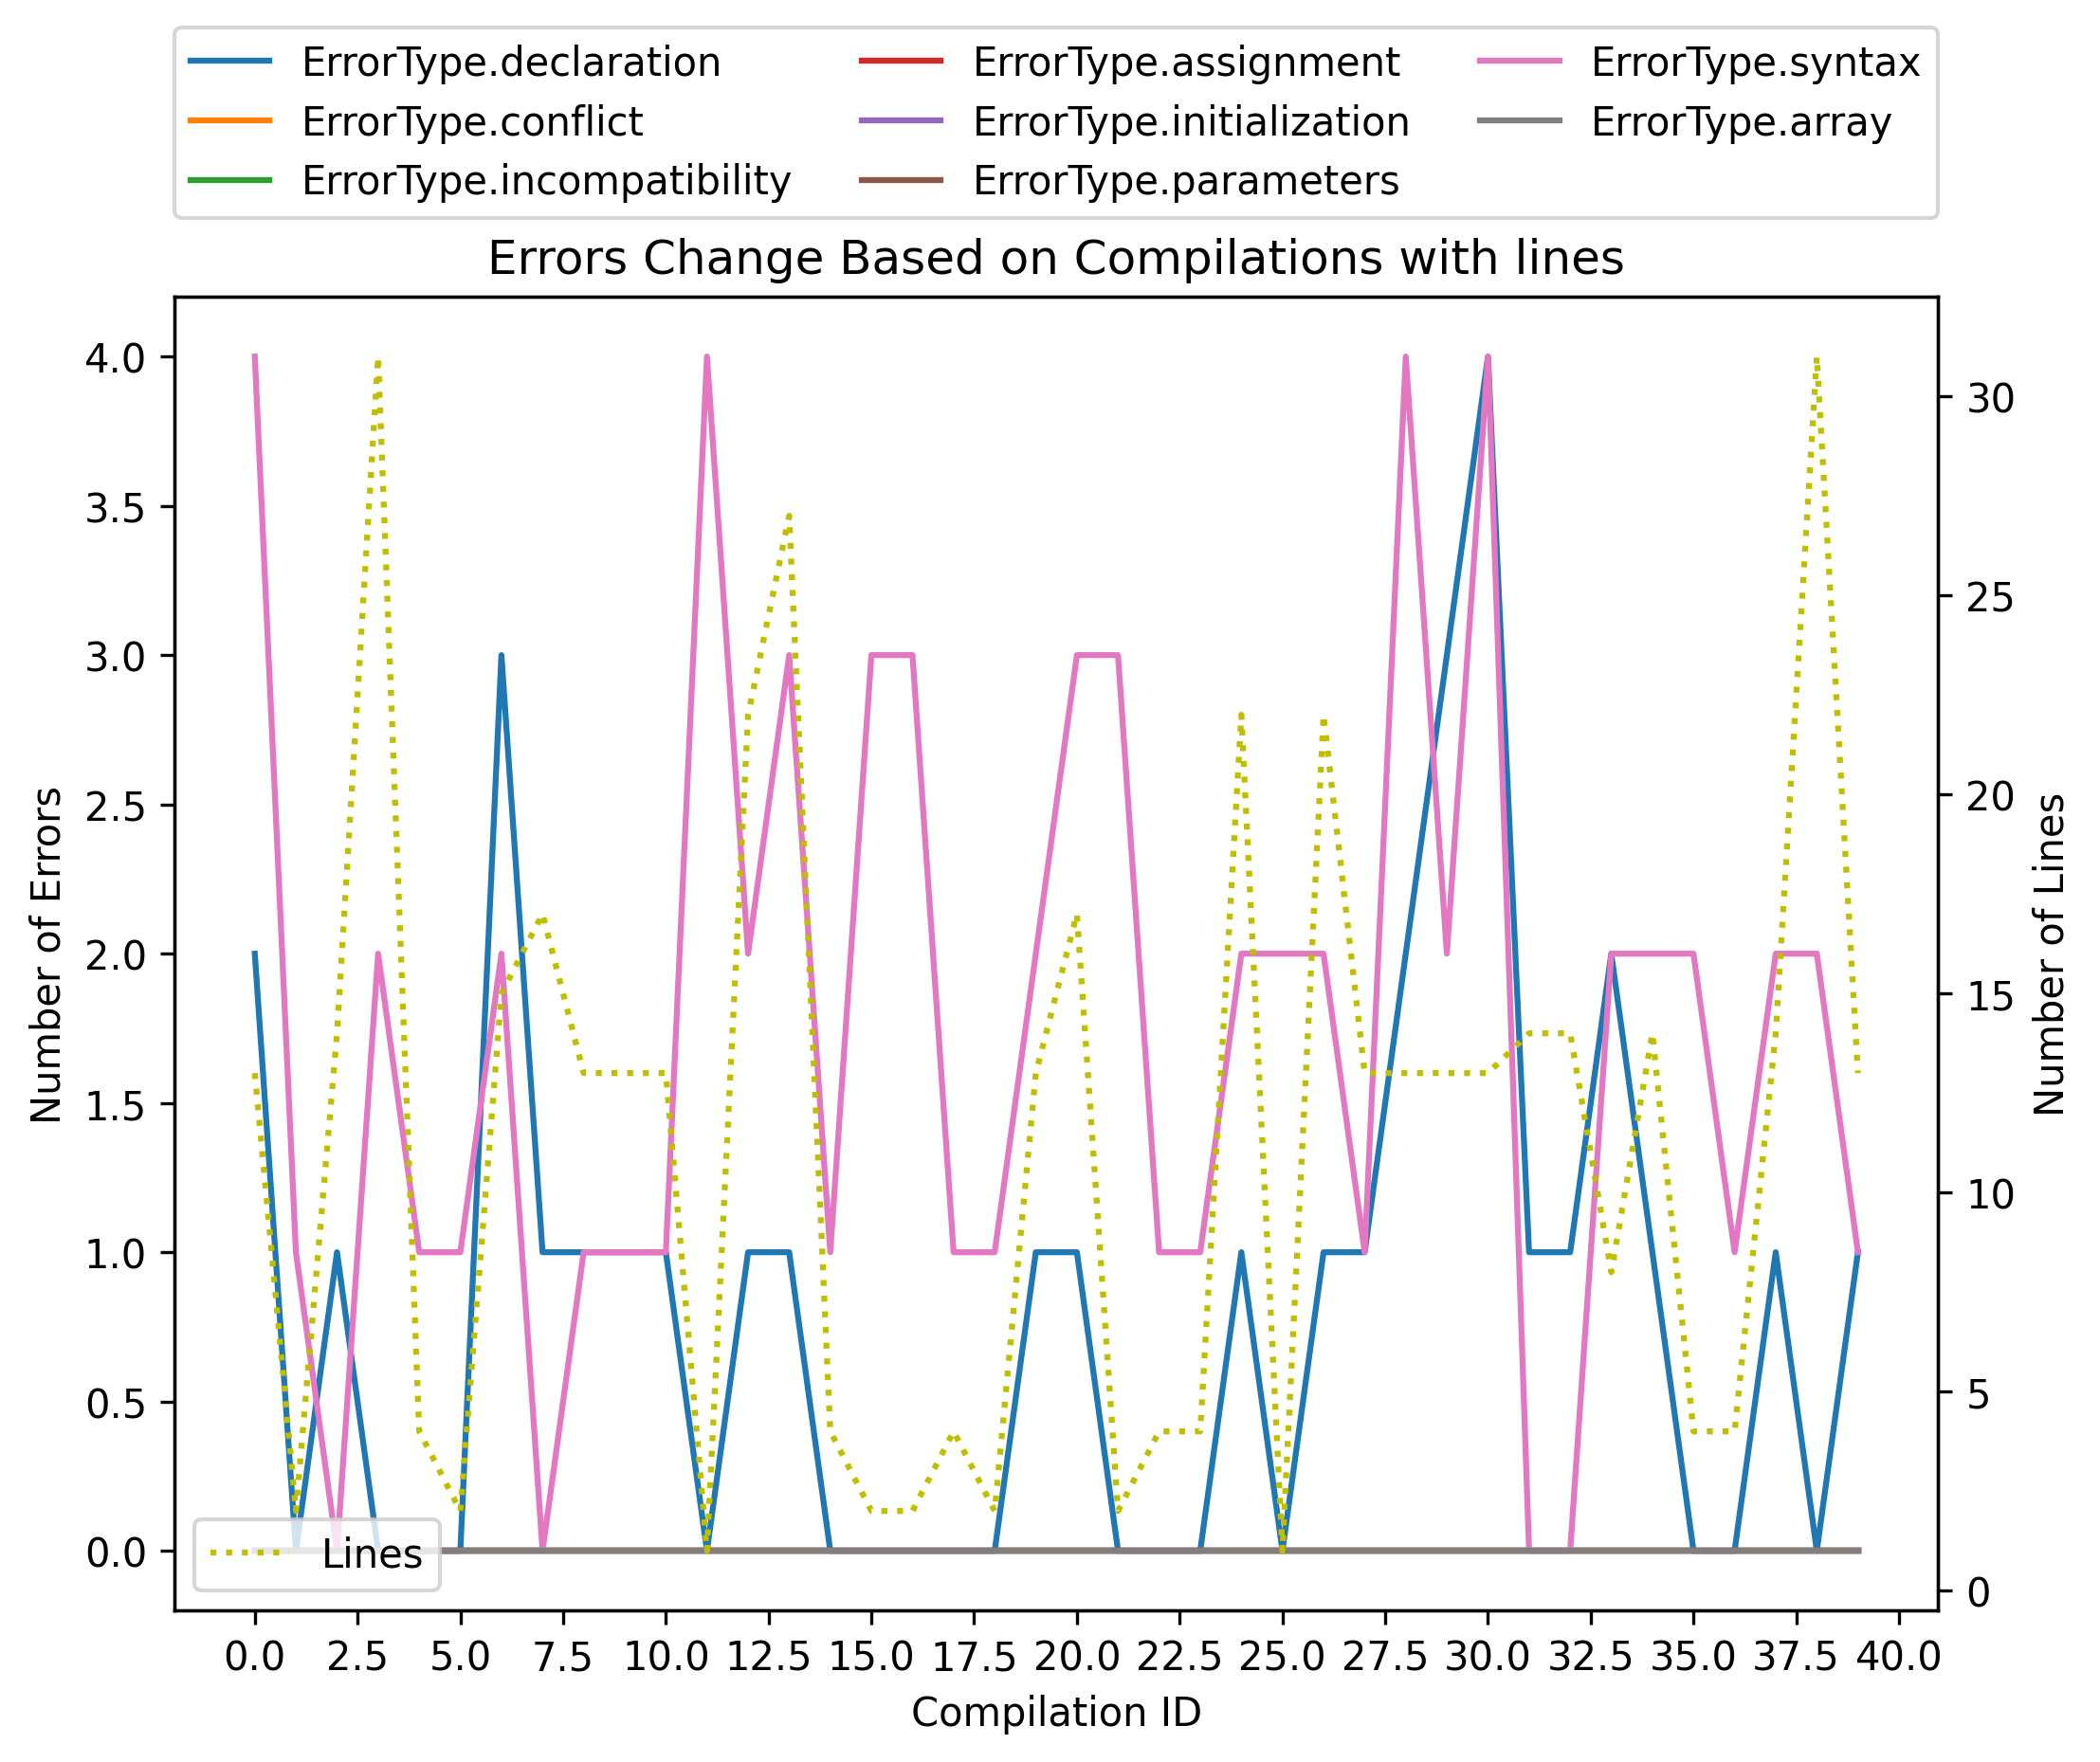 ErrorType.declaration ErrorType.assignment ErrorType.syntax
ErrorType.conflict ErrorType.initialization ErrorType.array
ErrorType.incompatibility ErrorType.parameters
Errors Change Based on Compilations with lines
Number of Errors
4.0
3.5
3.0
2.5
2.0
1.5
1.0
0.5
0.0
30
25
20
15
10
5
0
Number of Lines
Lines
0.0 2.5 5.0 7.5 10.0 12.5 15.0 17.5 20.0 22.5 25.0 27.5 30.0 32.5 35.0 37.5 40.0
Compilation ID